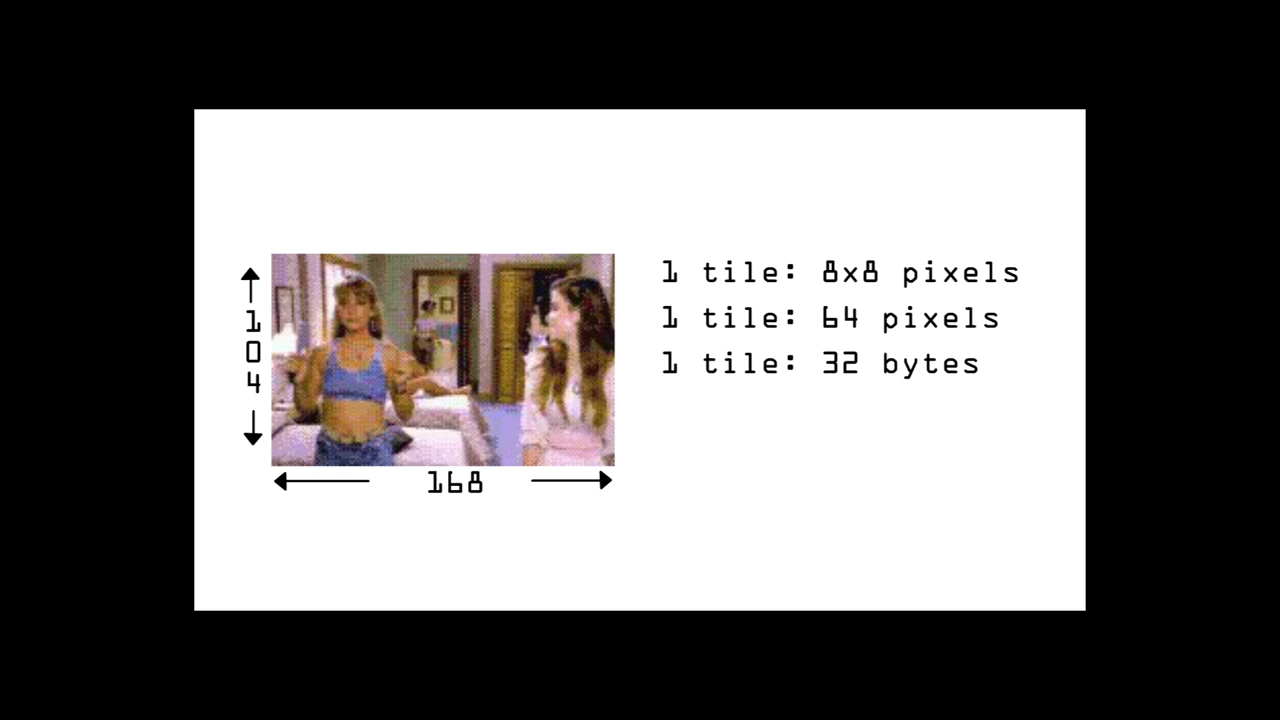 1 tile: 8x8 pixels
1 tile: 64 pixels
1 tile: 32 bytes
104
168